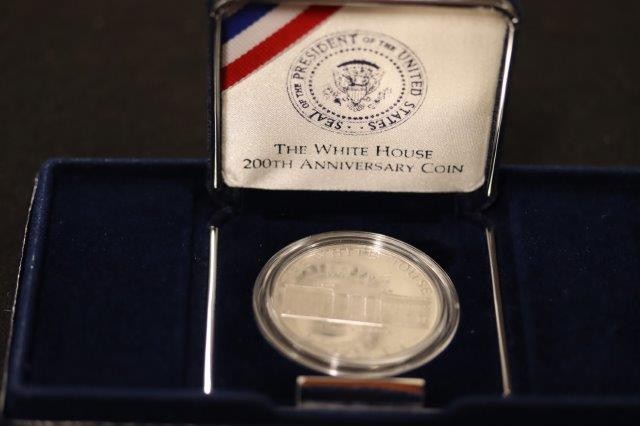 SEAL OF THE PRESIDENT OF THE UNITED STATES
THE WHITE HOUSE
200TH ANNIVERSARY COIN